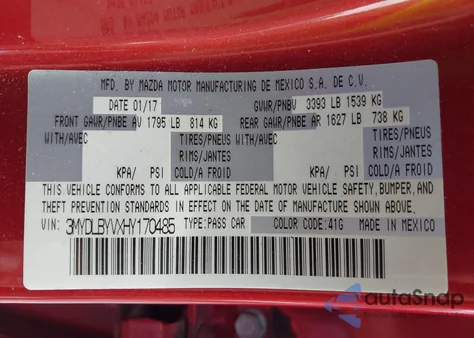 MFD. BY MAZDA MOTOR MANUFACTURING DE MEXICO S.A. DE C.V.
DATE 01/17 GVWR/PNBV 3393 LB 1539 KG
FRONT GAWR/PNBE AV 1795 LB 814 KG REAR GAWR/PNBE AR 1627 LB 738 KG
WITH/AVEC TIRES/PNEUS WITH/AVEC TIRES/PNEUS
RIMS/JANTES RIMS/JANTES
KPA/ PSI COLD/FROID KPA/ PSI COLD/FROID
THIS VEHICLE CONFORMS TO ALL APPLICABLE FEDERAL MOTOR VEHICLE SAFETY, BUMPER, AND
THEFT PREVENTION STANDARDS IN EFFECT ON THE DATE OF MANUFACTURE SHOWN ABOVE.
VIN: 3MYDLBYVXHY170485 TYPE: PASS CAR COLOR CODE: 41G MADE IN MEXICO
autoSnap